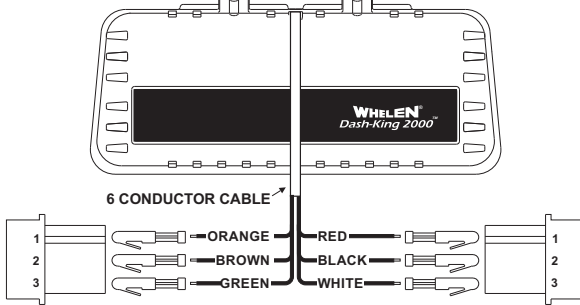 WHELEN®
Dash-King 2000™
6 CONDUCTOR CABLE
1 ORANGE RED 1
2 BROWN BLACK 2
3 GREEN WHITE 3